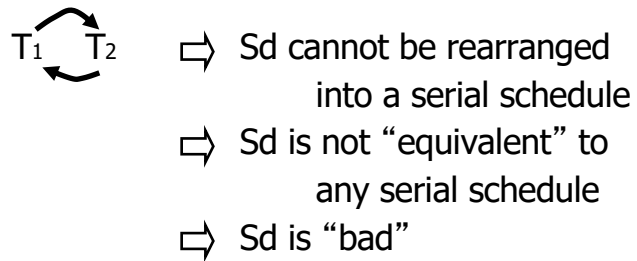 T1 T2 Sd cannot be rearranged
into a serial schedule
Sd is not “equivalent” to
any serial schedule
Sd is “bad”